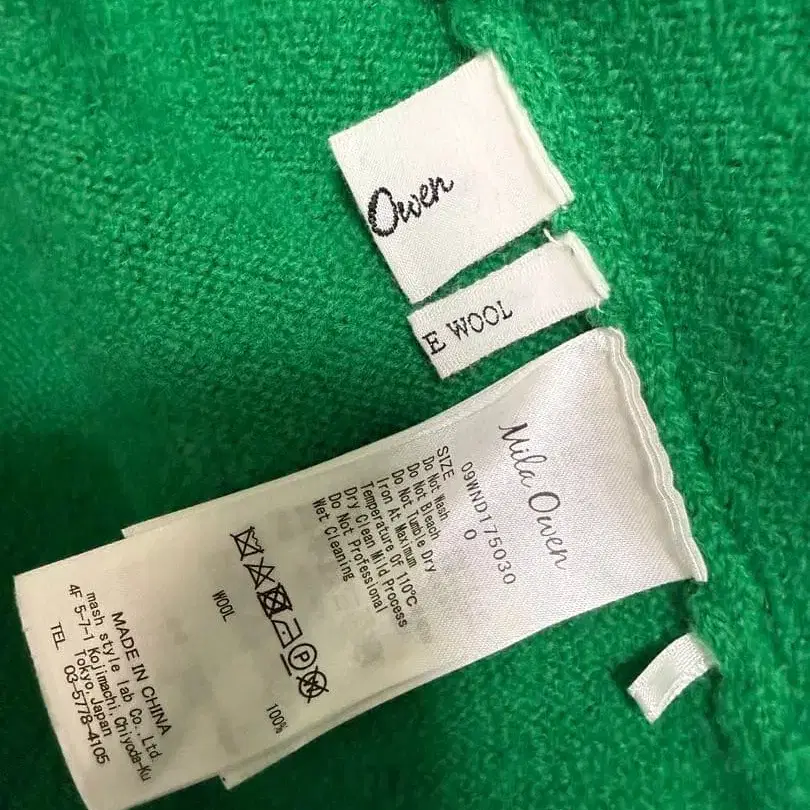 Owen
E WOOL
Mila Owen
09WND175030
SIZE 0
Do Not Wash
Do Not Bleach
Do Not Tumble Dry
Iron At Maximum
Temperature Of 110℃
Dry Clean Mild Process
Do Not Professional
Wet Cleaning
P
WOOL 100%
MADE IN CHINA
mash style lab Co., Ltd.
4F 5-7-1 Kojimachi, Chiyoda-Ku
Tokyo, Japan
TEL 03-5778-4105